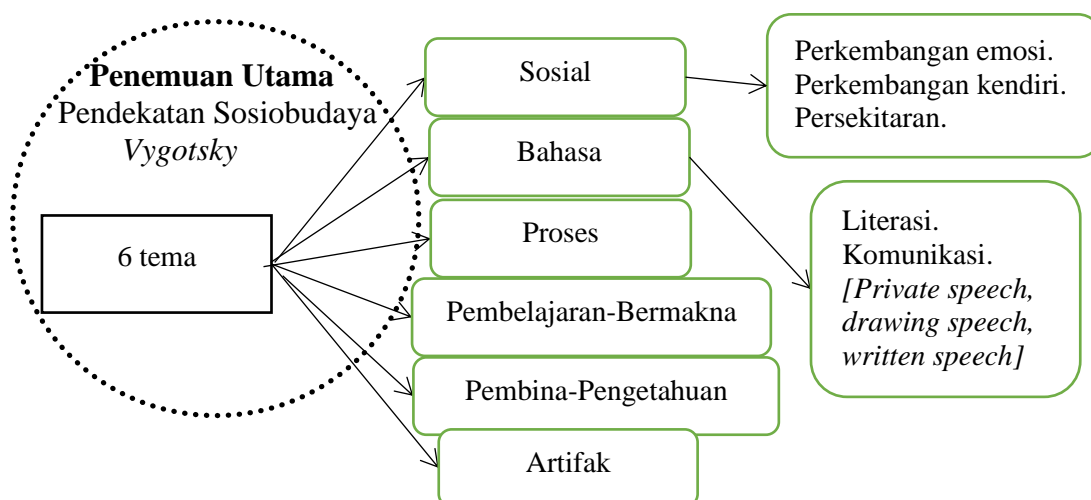 Penemuan Utama
Pendekatan Sosiobudaya
Vygotsky
6 tema
Sosial
Bahasa
Proses
Pembelajaran-Bermakna
Pembina-Pengetahuan
Artifak
Perkembangan emosi.
Perkembangan kendiri.
Persekitaran.
Literasi.
Komunikasi.
[Private speech,
drawing speech,
written speech]